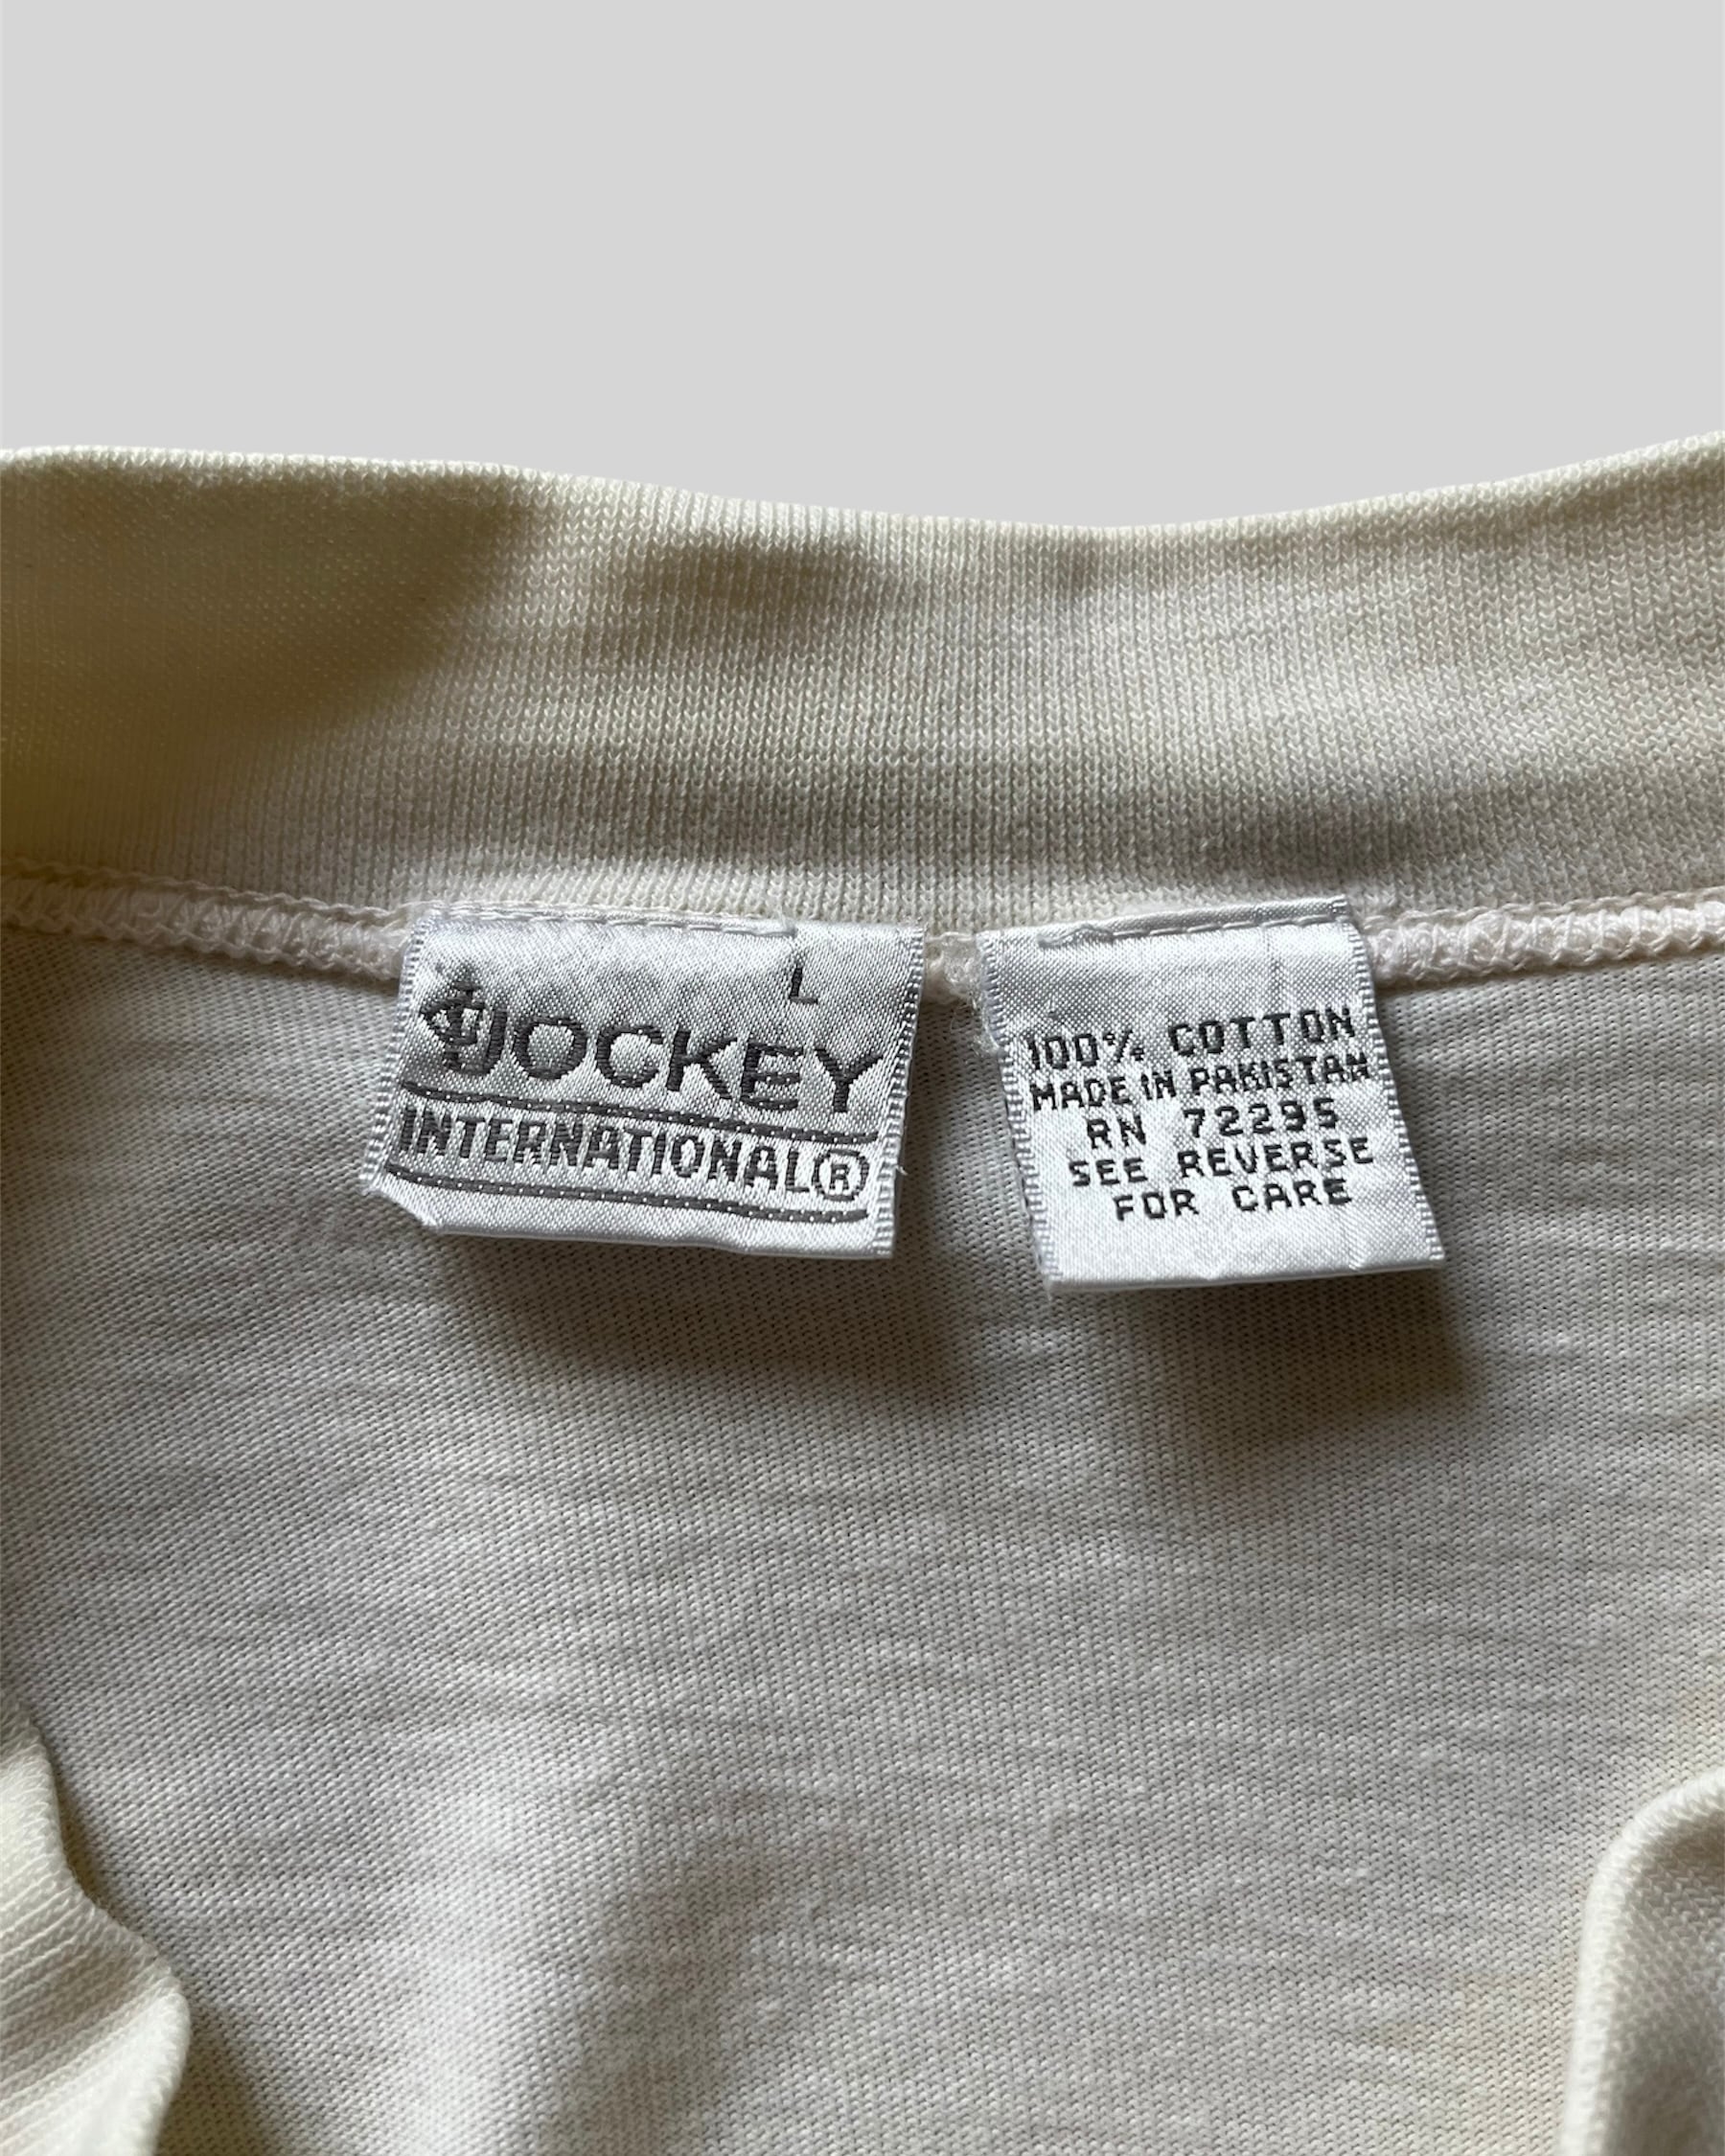 L
JOCKEY
INTERNATIONAL®
100% COTTON
MADE IN PAKISTAN
RN 72295
SEE REVERSE
FOR CARE